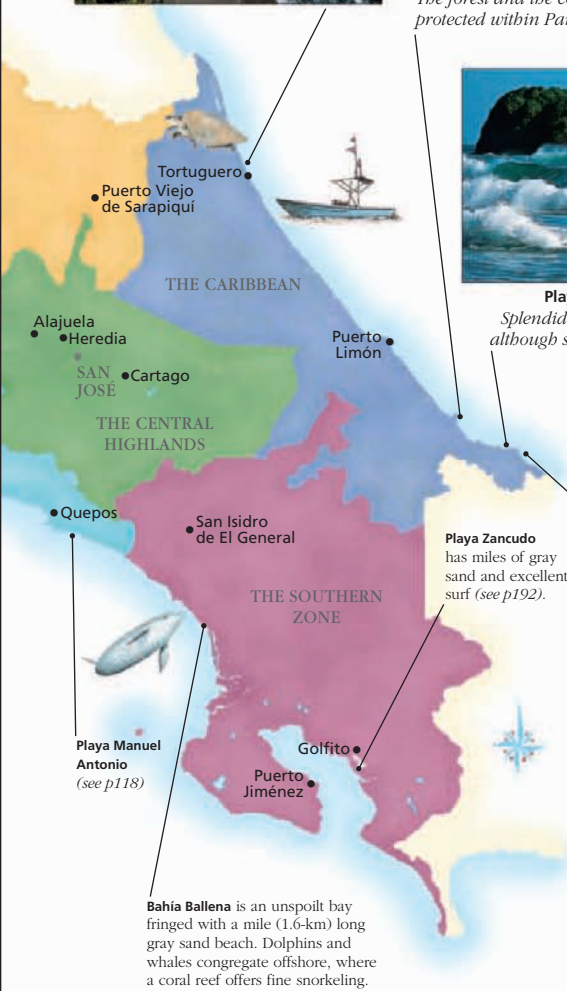 The forest and the
protected within
Tortuguero
Puerto Viejo
de Sarapiquí
THE CARIBBEAN
Splendid
although
Alajuela
Heredia
Puerto
Limón
SAN
JOSÉ
Cartago
THE CENTRAL
HIGHLANDS
Quepos
San Isidro
de El General
Playa Zancudo
has miles of gray
sand and excellent
surf (see p192).
THE SOUTHERN
ZONE
Playa Manuel
Antonio
(see p118)
Golfito
Puerto
Jiménez
Bahía Ballena is an unspoilt bay
fringed with a mile (1.6-km) long
gray sand beach. Dolphins and
whales congregate offshore, where
a coral reef offers fine snorkeling.